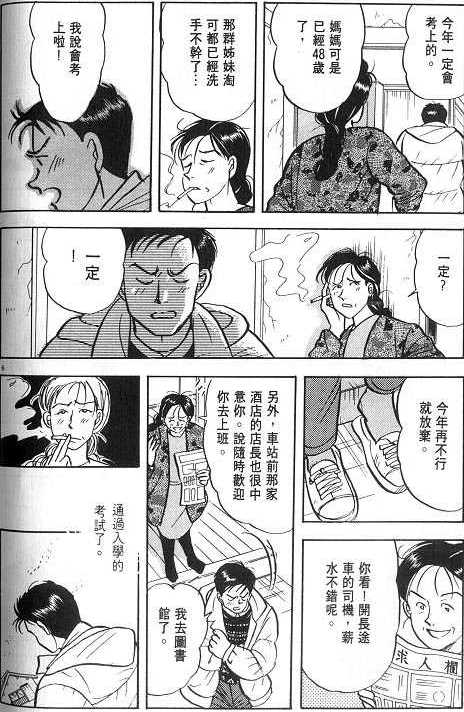 今年一定會
考上的。
媽媽可是
已經48歲
了，
那群姊妹淘
可都已經洗
手不幹了…
我說會考
上啦！
一定？
一定
！
今年再不行
就放棄。
你看！開長途
車的司機，薪
水不錯呢。
求人欄
另外，車站前那家
酒店的店長也很中
意你。說隨時歡迎
你去上班。
我去圖書
館了。
通過入學的
考試了。